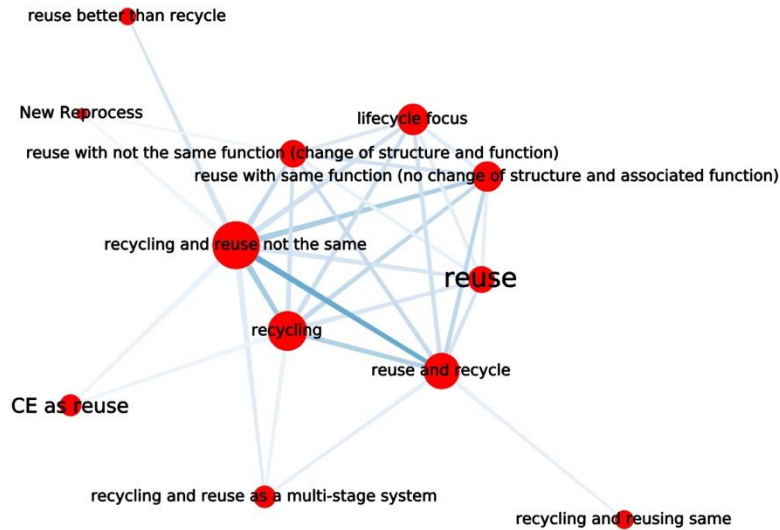 reuse better than recycle
New Reprocess
lifecycle focus
reuse with not the same function (change of structure and function)
reuse with same function (no change of structure and associated function)
recycling and reuse not the same
reuse
recycling
reuse and recycle
CE as reuse
recycling and reuse as a multi-stage system
recycling and reusing same